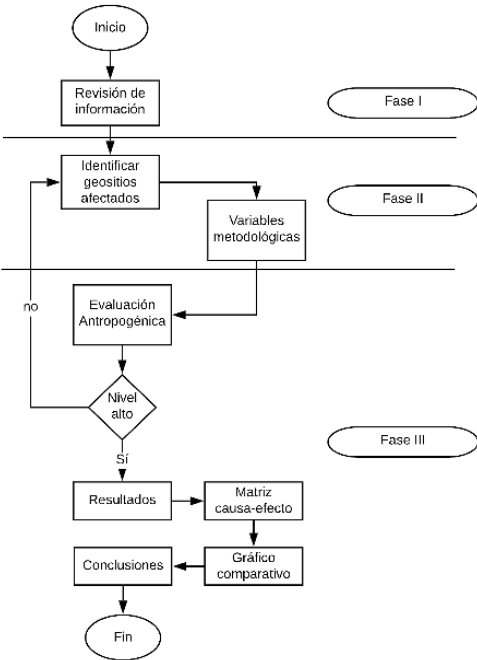 Inicio
Revisión de
información
Fase I
Identificar
geositios
afectados
Fase II
Variables
metodológicas
Evaluación
Antropogénica
no
Nivel
alto
Fase III
Sí
Resultados
Matriz
causa-efecto
Conclusiones
Gráfico
comparativo
Fin